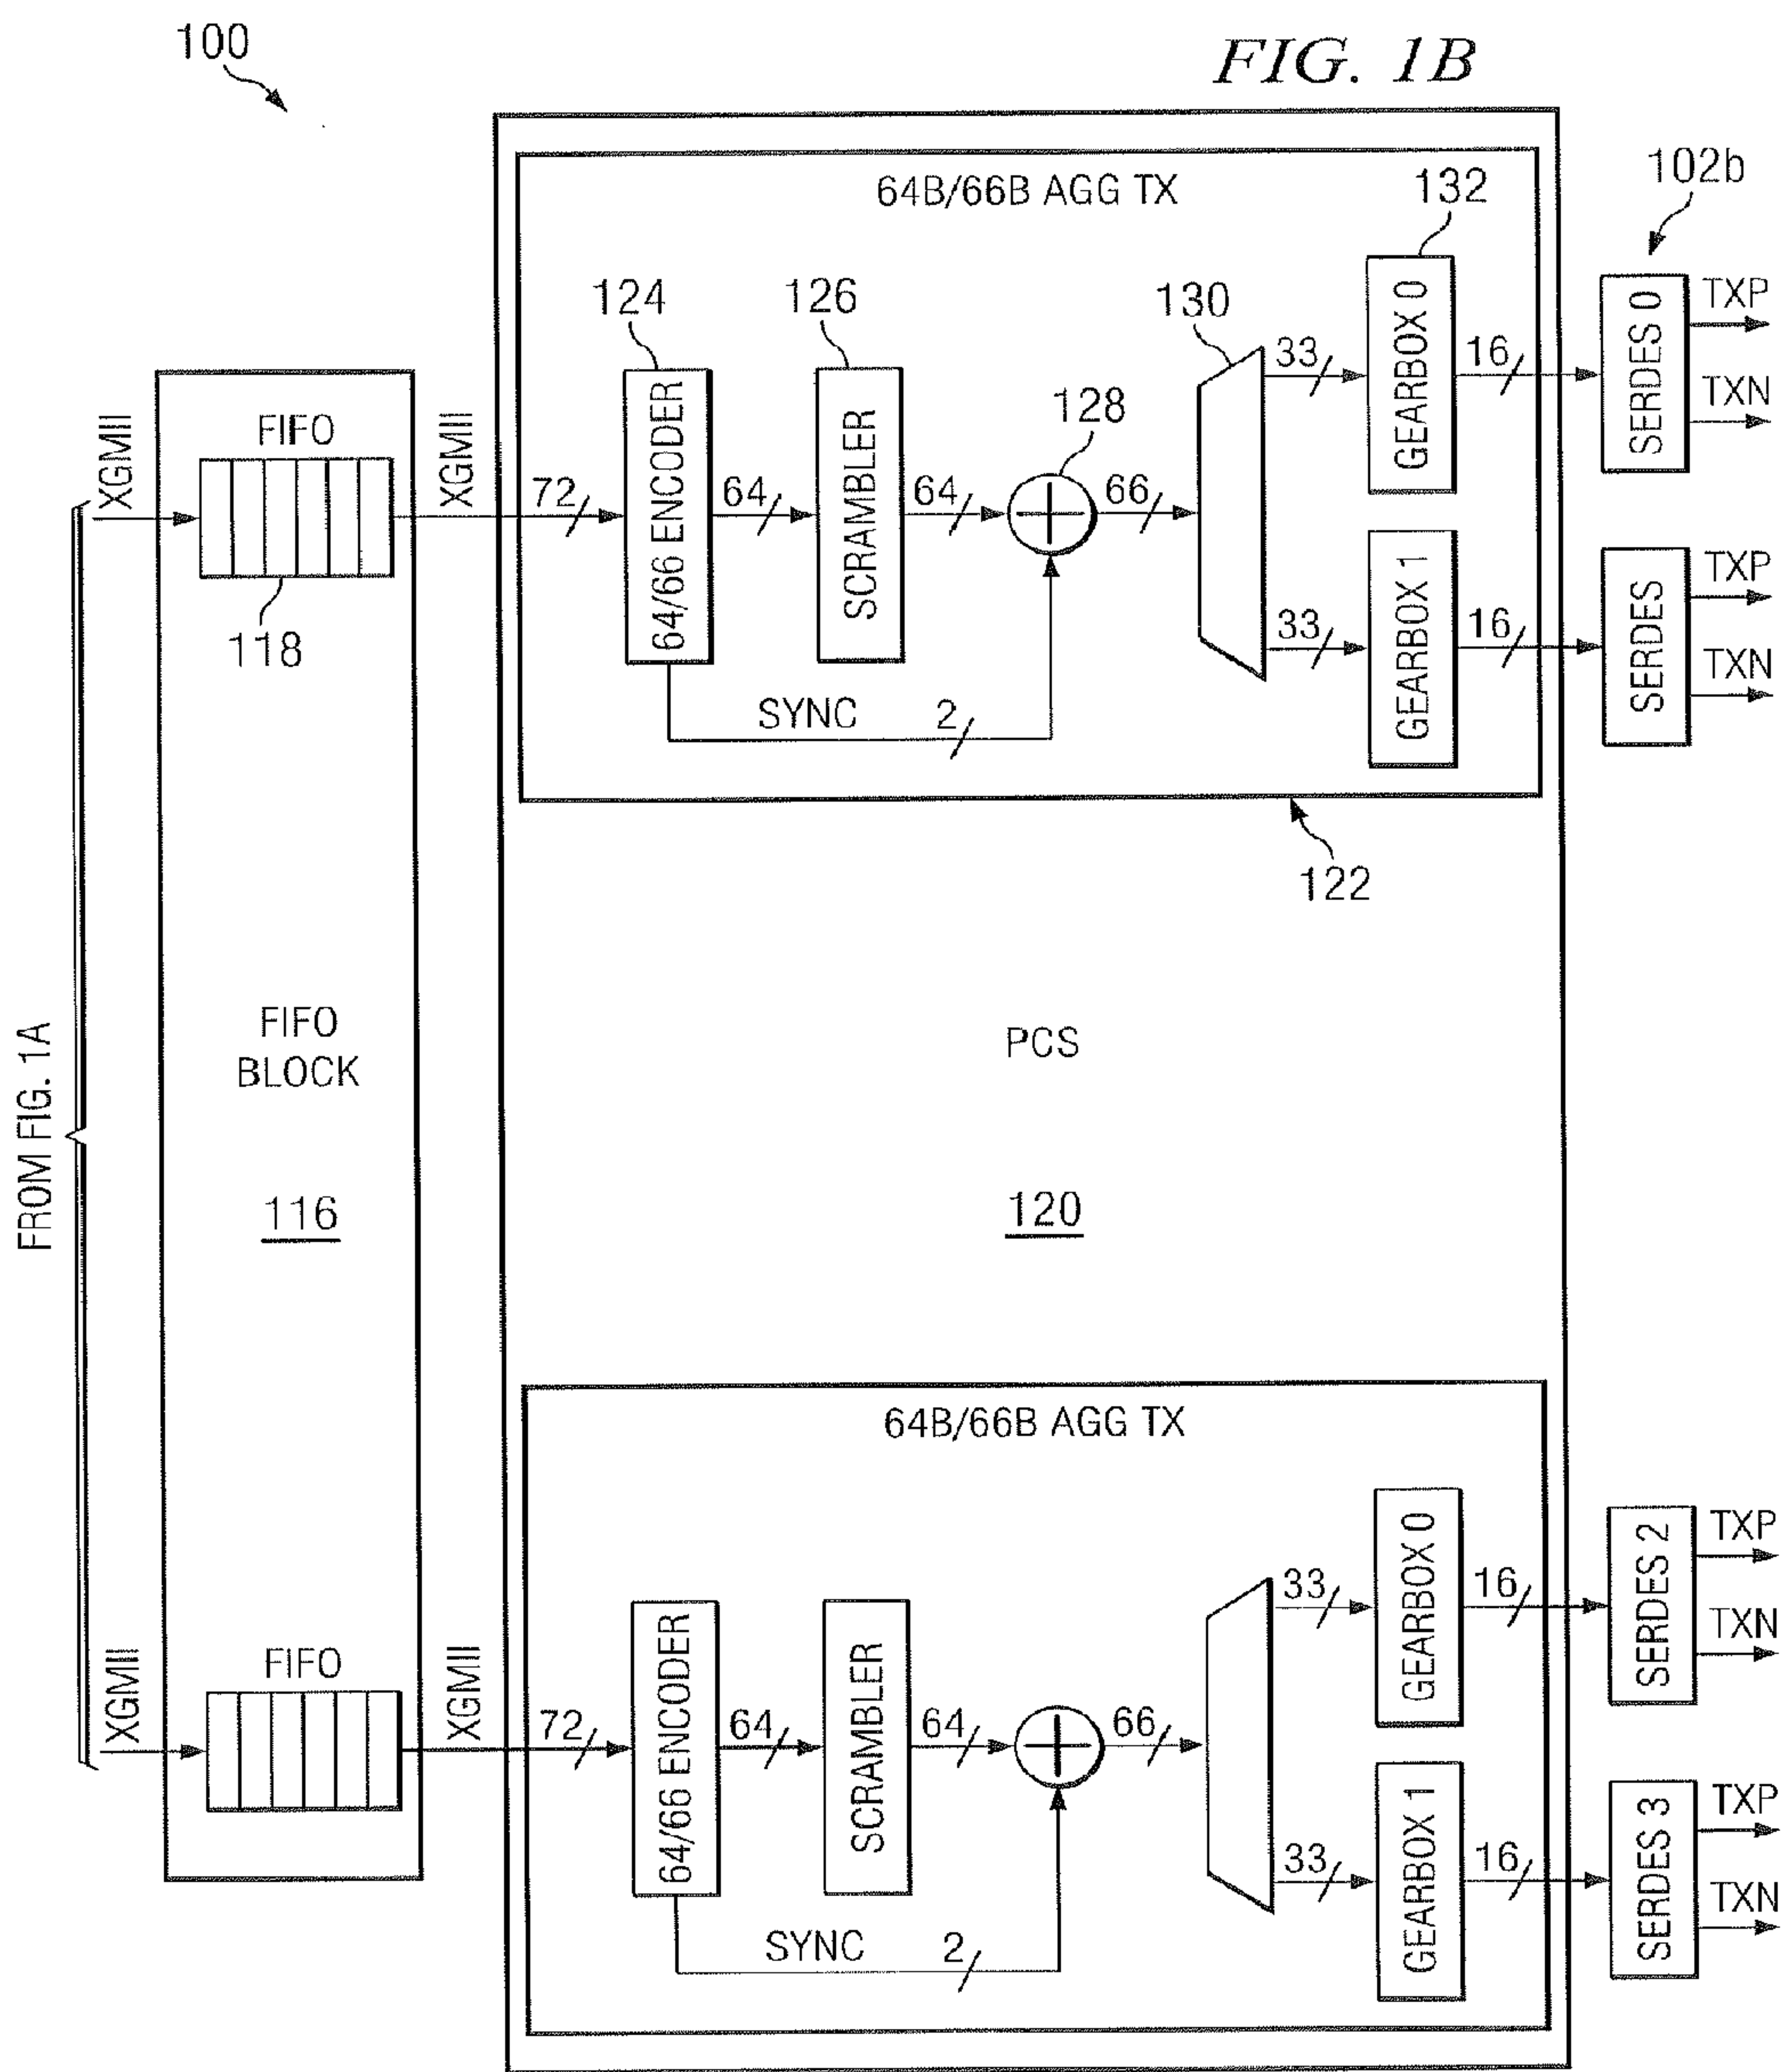 100
FIG. 1B
64B/66B AGG TX
132
102b
124
126
130
33
GEARBOX 0
16
SERDES 0
TXP
TXN
XGMII
FIFO
118
XGMII
72
64/66 ENCODER
64
SCRAMBLER
64
128
66
33
GEARBOX 1
16
SERDES
TXP
TXN
SYNC
2
122
FROM FIG. 1A
FIFO
BLOCK
116
PCS
120
64B/66B AGG TX
33
GEARBOX 0
16
SERDES 2
TXP
TXN
XGMII
FIFO
XGMII
72
64/66 ENCODER
64
SCRAMBLER
64
66
33
GEARBOX 1
16
SERDES 3
TXP
TXN
SYNC
2